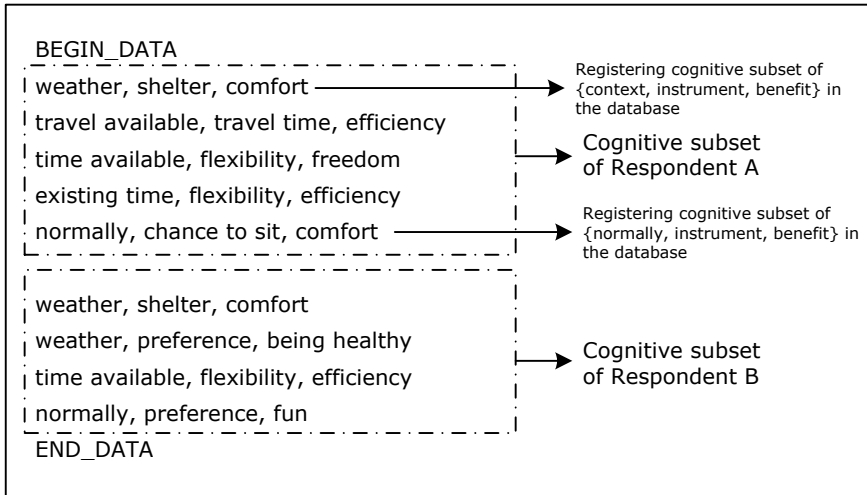 BEGIN_DATA
weather, shelter, comfort
travel available, travel time, efficiency
time available, flexibility, freedom
existing time, flexibility, efficiency
normally, chance to sit, comfort
Registering cognitive subset of
{context, instrument, benefit} in
the database
Cognitive subset
of Respondent A
Registering cognitive subset of
{normally, instrument, benefit} in
the database
weather, shelter, comfort
weather, preference, being healthy
time available, flexibility, efficiency
normally, preference, fun
Cognitive subset
of Respondent B
END_DATA